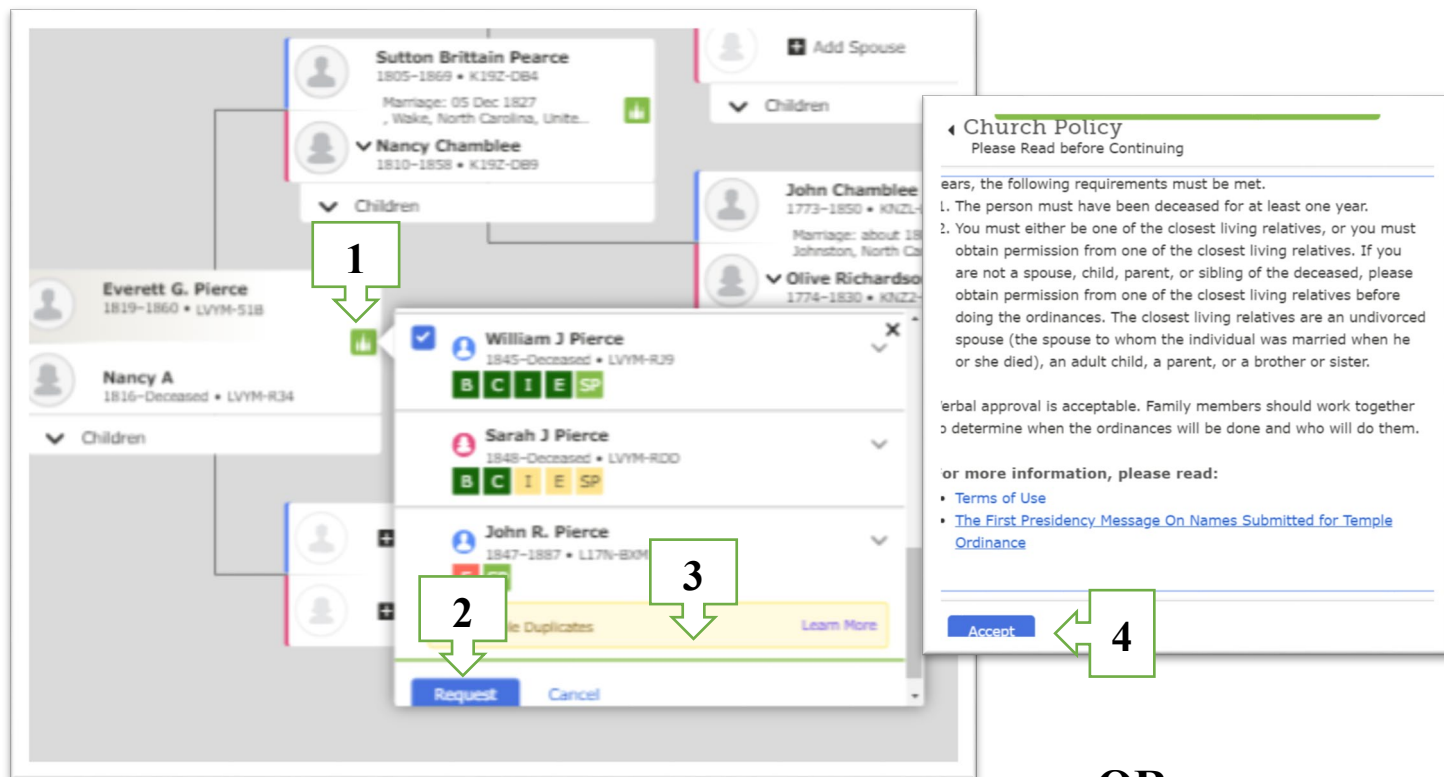 Sutton Brittain Pearce
1805–1869 • K19Z-DB4
Marriage: 05 Dec 1827
, Wake, North Carolina, Unite...
Nancy Chamblee
1810–1858 • K19Z-DB9
Children
Add Spouse
Children
John Chamblee
1773–1850 • KNZL-
Marriage: about 18
Johnston, North Ca
Olive Richardso
1774–1830 • KNZ2-
1
Everett G. Pierce
1819–1860 • LVYM-51B
Nancy A
1816–Deceased • LVYM-R34
Children
William J Pierce
1845–Deceased • LVYM-RJ9
B C I E SP
Sarah J Pierce
1848–Deceased • LVYM-RDD
B C I E SP
John R. Pierce
1847–1887 • L17N-BXM
SP
3
2
le Duplicates Learn More
Request Cancel
Church Policy
Please Read before Continuing
ears, the following requirements must be met.
1. The person must have been deceased for at least one year.
2. You must either be one of the closest living relatives, or you must
obtain permission from one of the closest living relatives. If you
are not a spouse, child, parent, or sibling of the deceased, please
obtain permission from one of the closest living relatives before
doing the ordinances. The closest living relatives are an undivorced
spouse (the spouse to whom the individual was married when he
or she died), an adult child, a parent, or a brother or sister.
erbal approval is acceptable. Family members should work together
o determine when the ordinances will be done and who will do them.
or more information, please read:
• Terms of Use
• The First Presidency Message On Names Submitted for Temple
Ordinance
Accept
4
OR